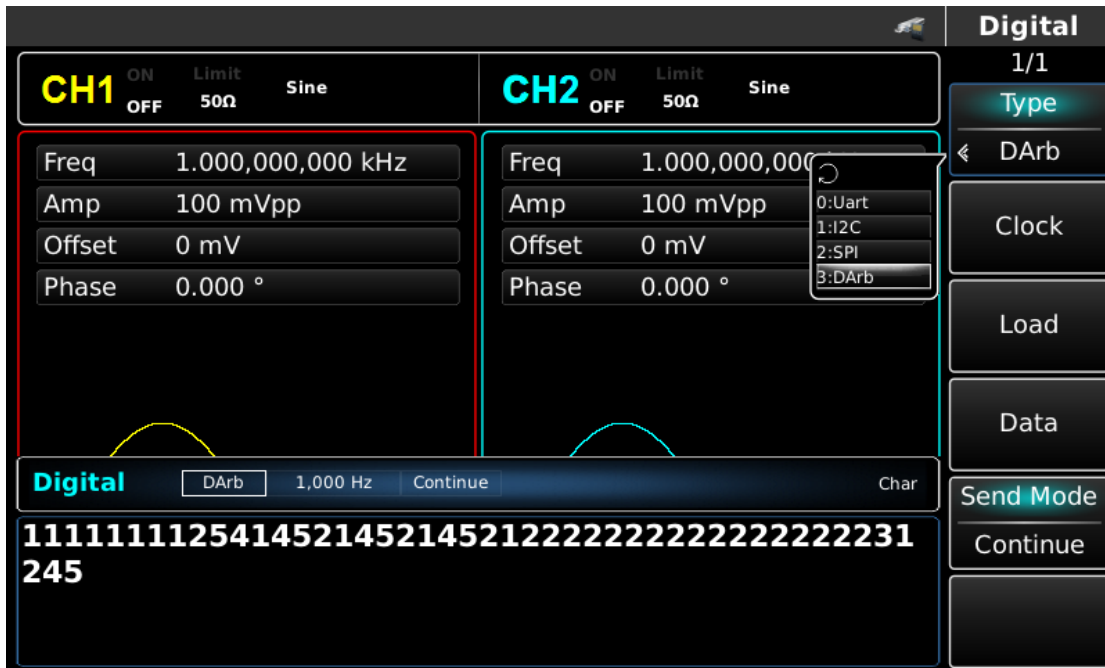 Digital
1/1
CH1 ON OFF Limit 50Ω Sine
CH2 ON OFF Limit 50Ω Sine
Type
DArb
Freq 1.000,000,000 kHz
Amp 100 mVpp
Offset 0 mV
Phase 0.000 °
Freq 1.000,000,000
Amp 100 mVpp
Offset 0 mV
Phase 0.000 °
0:Uart
1:I2C
2:SPI
3:DArb
Clock
Load
Data
Send Mode
Continue
Digital DArb 1,000 Hz Continue Char
11111111125414521452145212222222222222222231
245